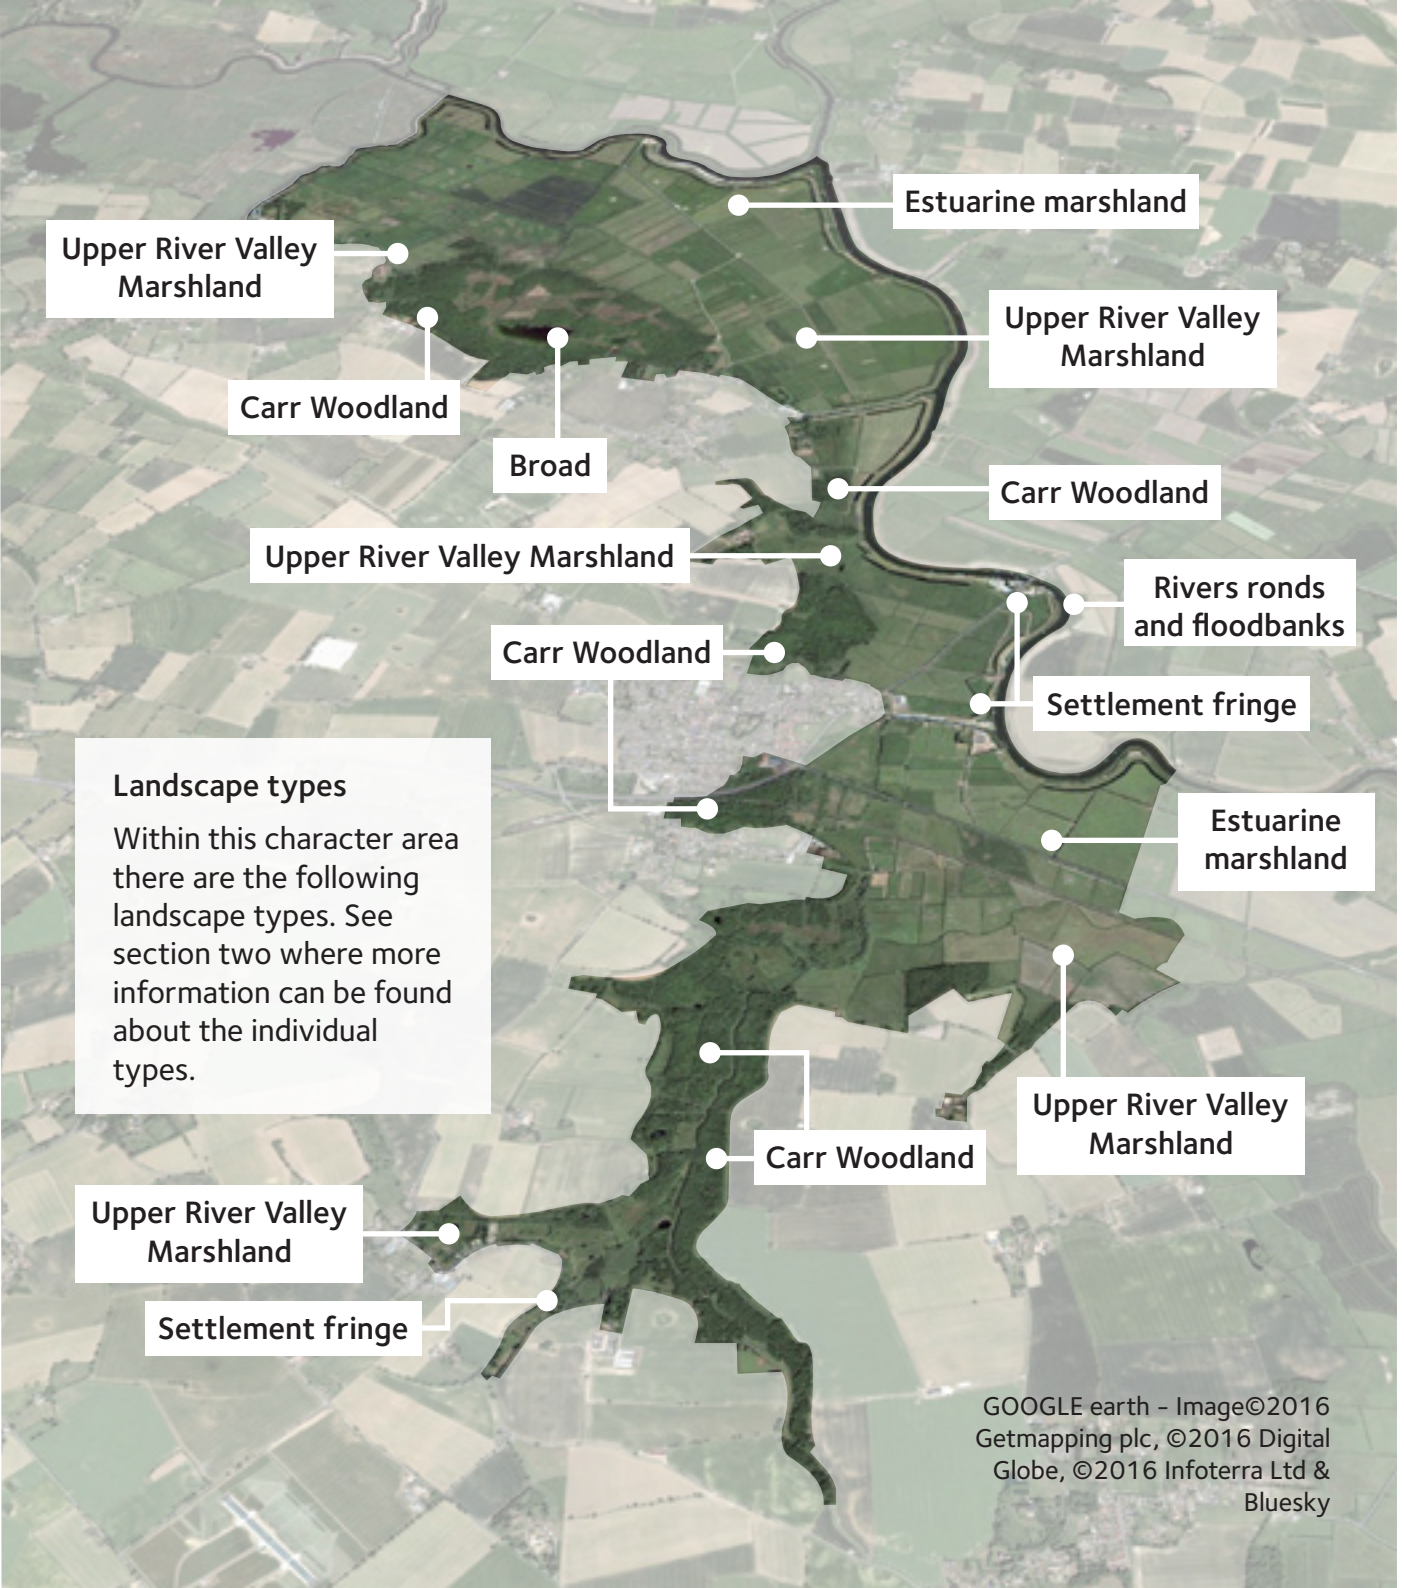 Estuarine marshland
Upper River Valley
Marshland
Upper River Valley
Marshland
Carr Woodland
Broad
Carr Woodland
Upper River Valley Marshland
Rivers ronds
and floodbanks
Carr Woodland
Settlement fringe
Landscape types
Within this character area
there are the following
landscape types. See
section two where more
information can be found
about the individual
types.
Estuarine
marshland
Upper River Valley
Marshland
Carr Woodland
Upper River Valley
Marshland
Settlement fringe
GOOGLE earth – Image©2016
Getmapping plc, ©2016 Digital
Globe, ©2016 Infoterra Ltd &
Bluesky